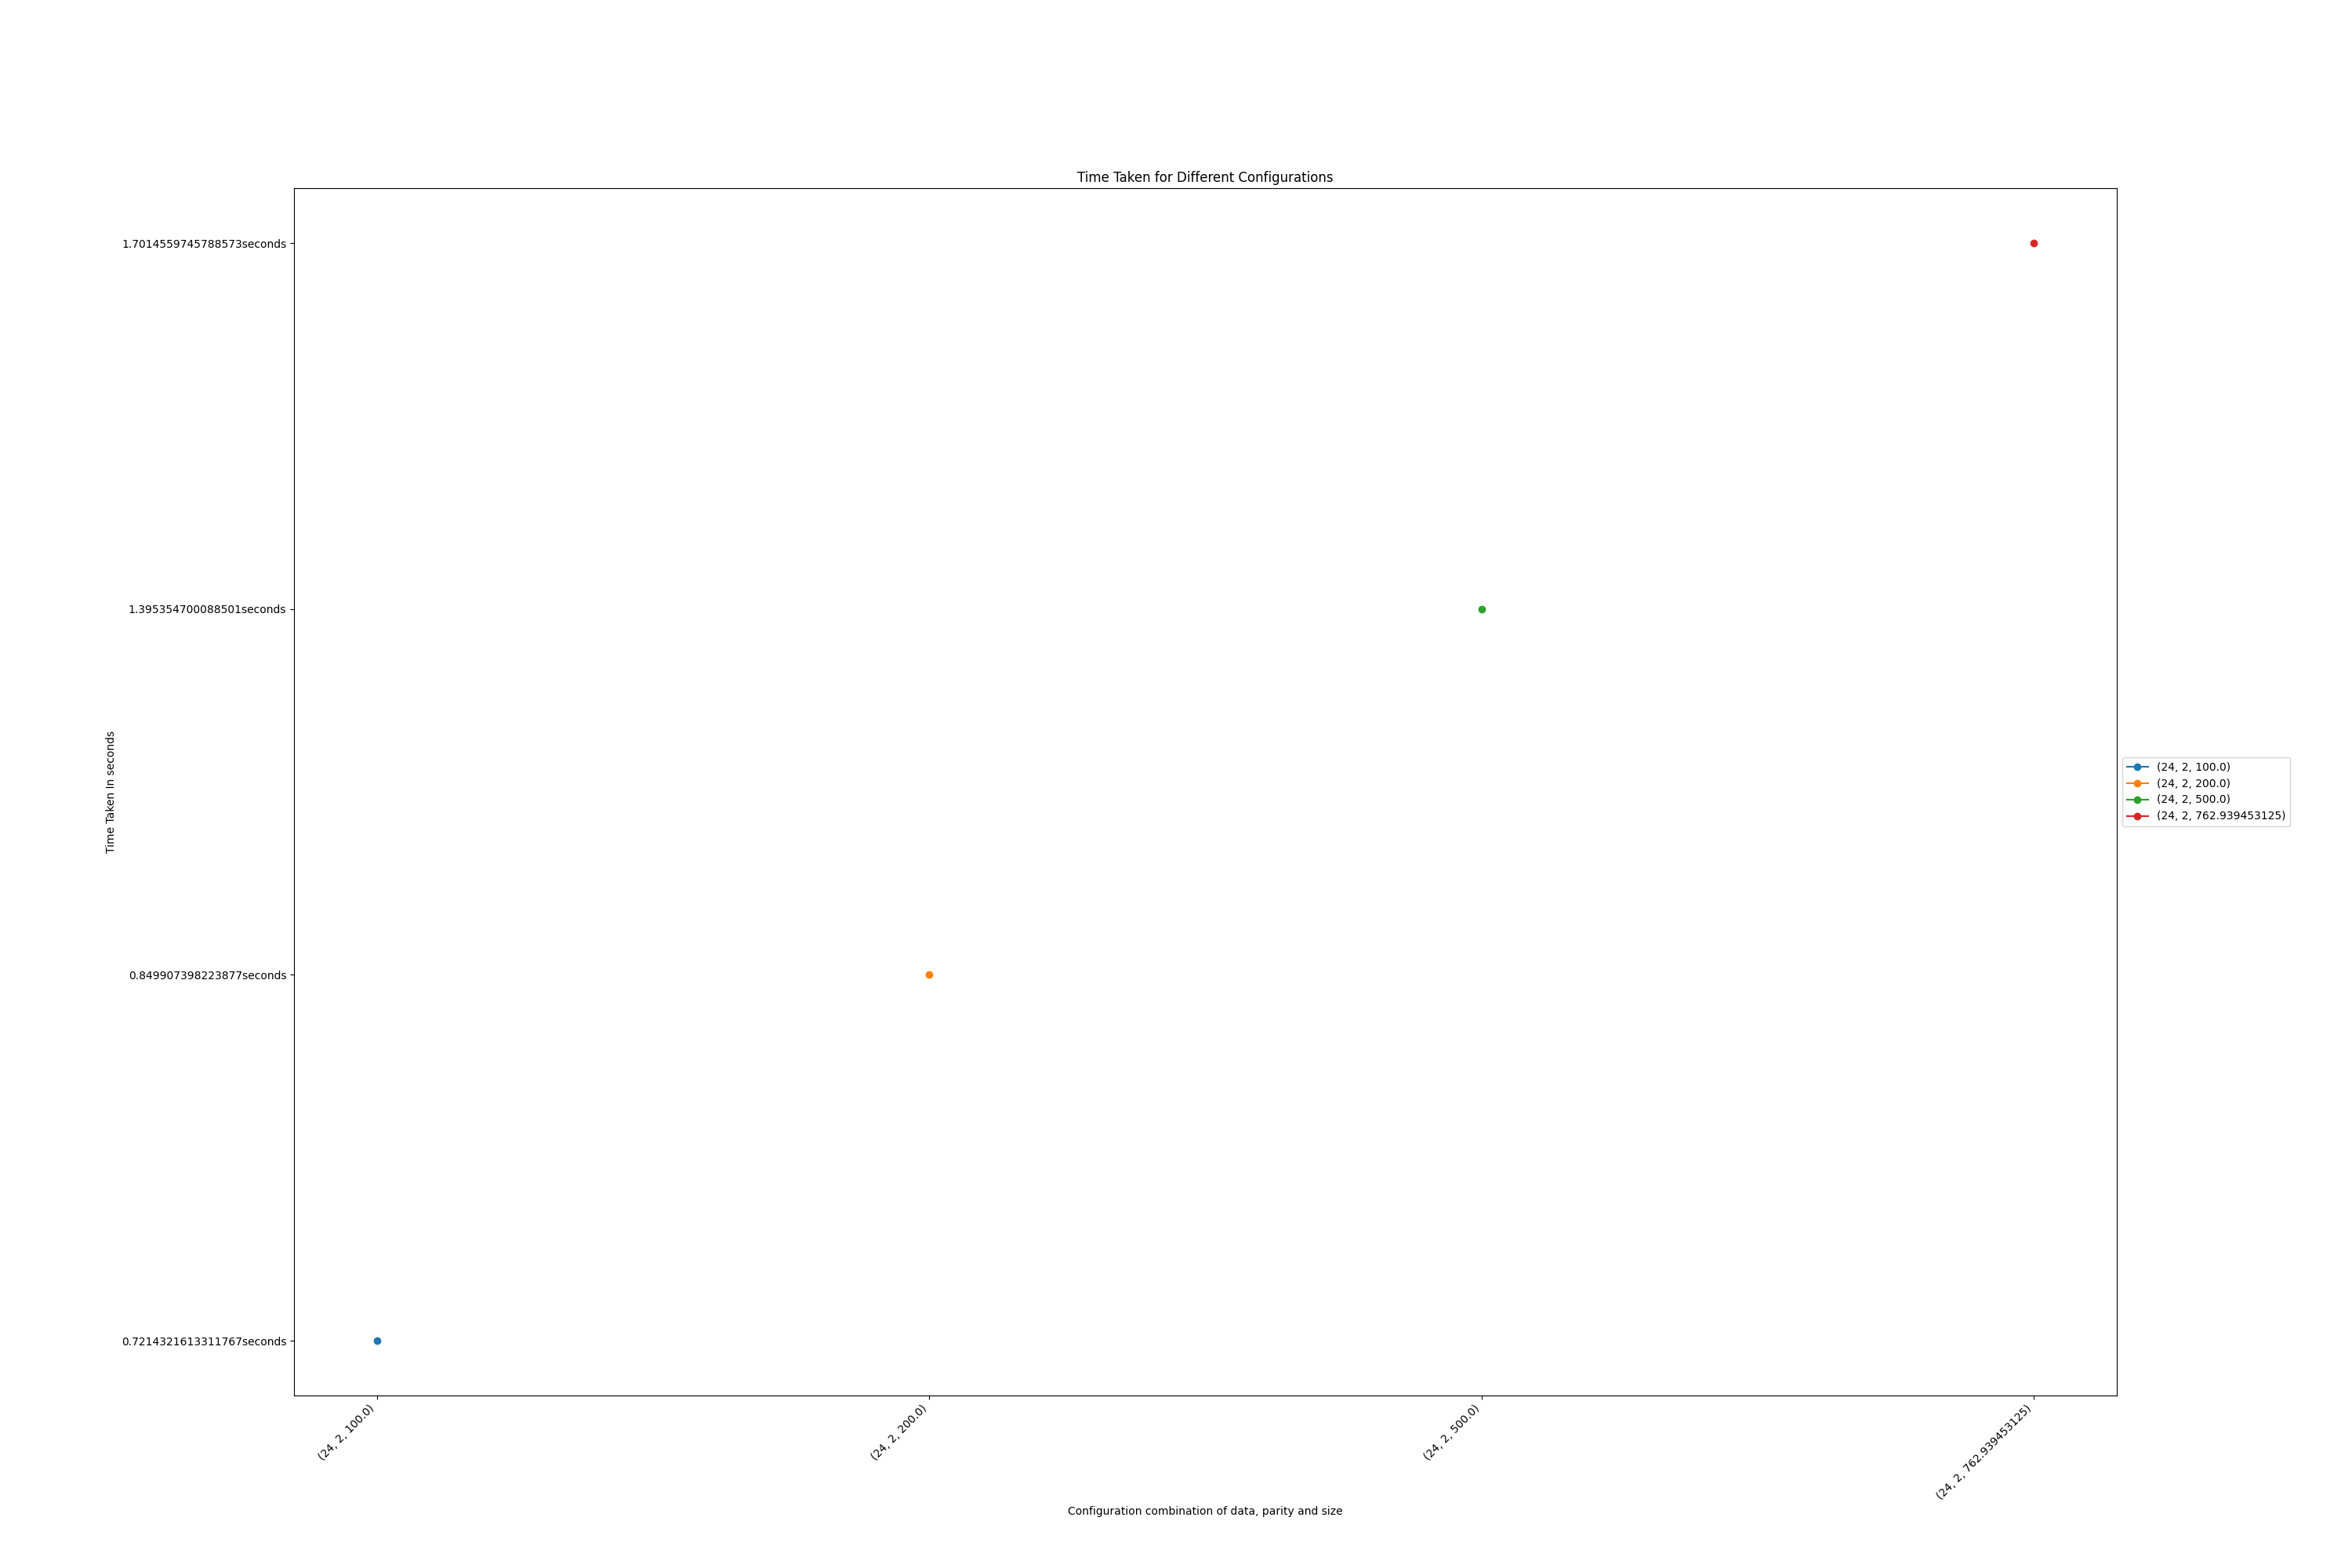 Time Taken for Different Configurations
1.7014559745788573seconds
1.395354700088501seconds
0.849907398223877seconds
0.7214321613311767seconds
Time Taken In seconds
(24, 2, 100.0)
(24, 2, 200.0)
(24, 2, 500.0)
(24, 2, 762.939453125)
Configuration combination of data, parity and size
(24, 2, 100.0)
(24, 2, 200.0)
(24, 2, 500.0)
(24, 2, 762.939453125)